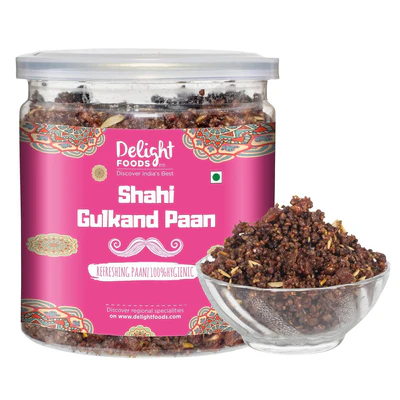 Delight
FOODS
Discover India's Best
Shahi
Gulkand Paan
REFRESHING PAAN/100%HYGIENIC
Discover regional specialities
on www.delightfoods.com